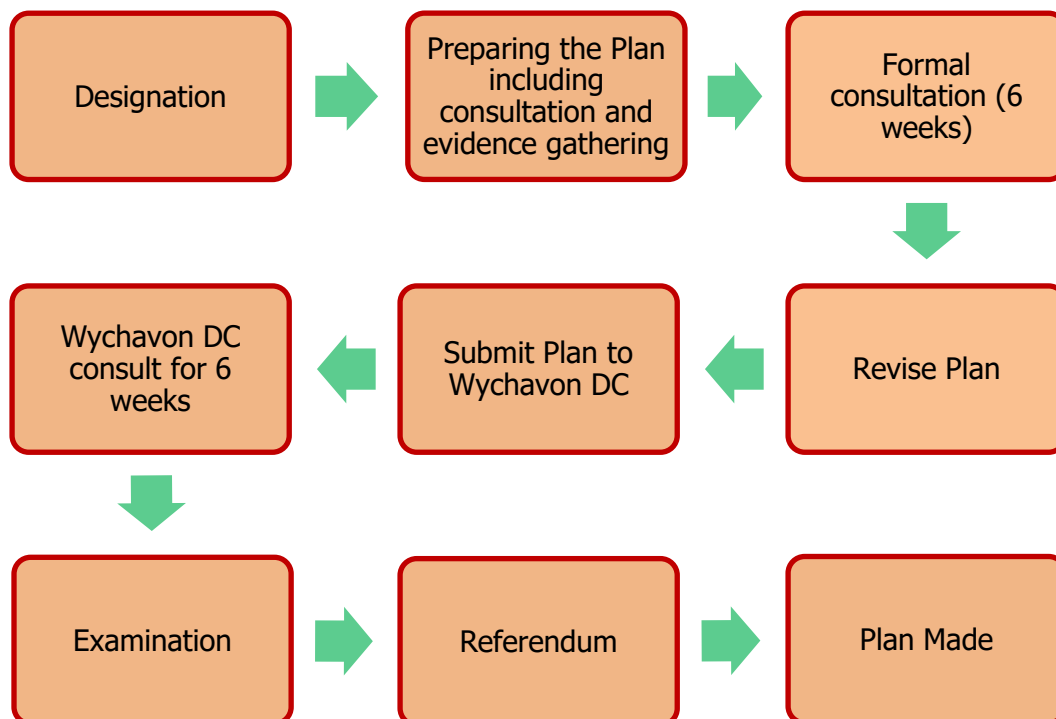 Designation
Preparing the Plan
including
consultation and
evidence gathering
Formal
consultation (6
weeks)
Revise Plan
Submit Plan to
Wychavon DC
Wychavon DC
consult for 6
weeks
Examination
Referendum
Plan Made